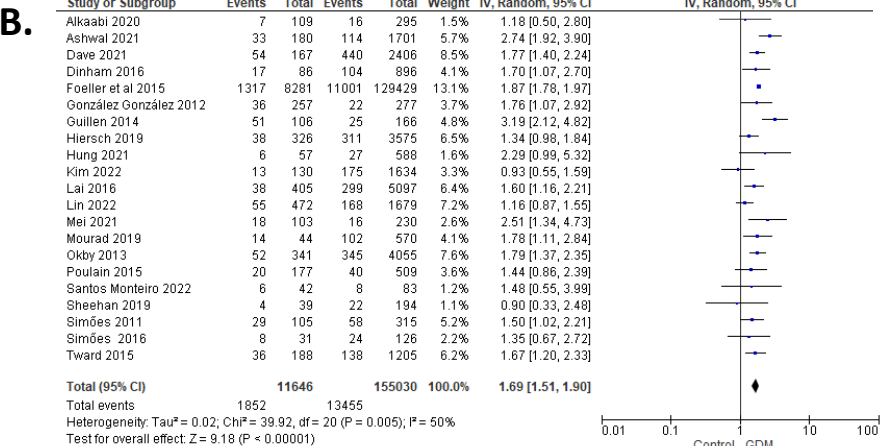 B.
Study or Subgroup Events Total Events Total Weight IV, Random, 95% CI IV, Random, 95% CI
Alkaabi 2020 7 109 16 295 1.5% 1.18 [0.50, 2.80]
Ashwal 2021 33 180 114 1701 5.8% 2.74 [1.92, 3.90]
Dave 2021 54 167 440 2406 8.7% 1.77 [1.40, 2.24]
Dinham 2016 17 86 104 896 4.0% 1.70 [1.07, 2.70]
Foeller et al 2015 1317 8281 11001 129429 13.1% 1.87 [1.78, 1.97]
González González 2012 36 257 22 277 3.7% 1.76 [1.07, 2.92]
Guillen 2014 51 106 25 166 4.8% 3.19 [2.12, 4.82]
Hiersch 2019 38 326 311 3575 6.6% 1.34 [0.98, 1.84]
Hung 2021 6 57 27 588 1.6% 2.29 [0.99, 5.32]
Kim 2022 13 130 175 1634 3.4% 0.93 [0.55, 1.59]
Lai 2016 38 405 299 5097 6.4% 1.60 [1.16, 2.21]
Lin 2022 55 472 168 1679 7.2% 1.16 [0.87, 1.55]
Mei 2021 18 103 16 230 2.6% 2.51 [1.34, 4.73]
Mourad 2019 14 44 102 570 4.1% 1.78 [1.11, 2.84]
Okby 2013 52 341 345 4055 7.6% 1.79 [1.37, 2.35]
Poulain 2015 20 177 40 509 3.6% 1.44 [0.86, 2.39]
Santos Monteiro 2022 6 42 8 83 1.2% 1.48 [0.55, 3.99]
Sheehan 2019 4 39 22 194 1.1% 0.90 [0.33, 2.48]
Simões 2011 29 105 58 315 5.3% 1.50 [1.02, 2.21]
Simões 2016 8 31 24 126 2.3% 1.35 [0.67, 2.72]
Tward 2015 36 188 138 1205 6.2% 1.67 [1.20, 2.33]
Total (95% CI) 11646 155030 100.0% 1.69 [1.51, 1.90]
Total events 1852 13455
Heterogeneity: Tau² = 0.02; Chi² = 39.92, df = 20 (P = 0.005); I² = 50%
Test for overall effect: Z = 9.18 (P < 0.00001)
0.01 0.1 1 10 100
Control GDM